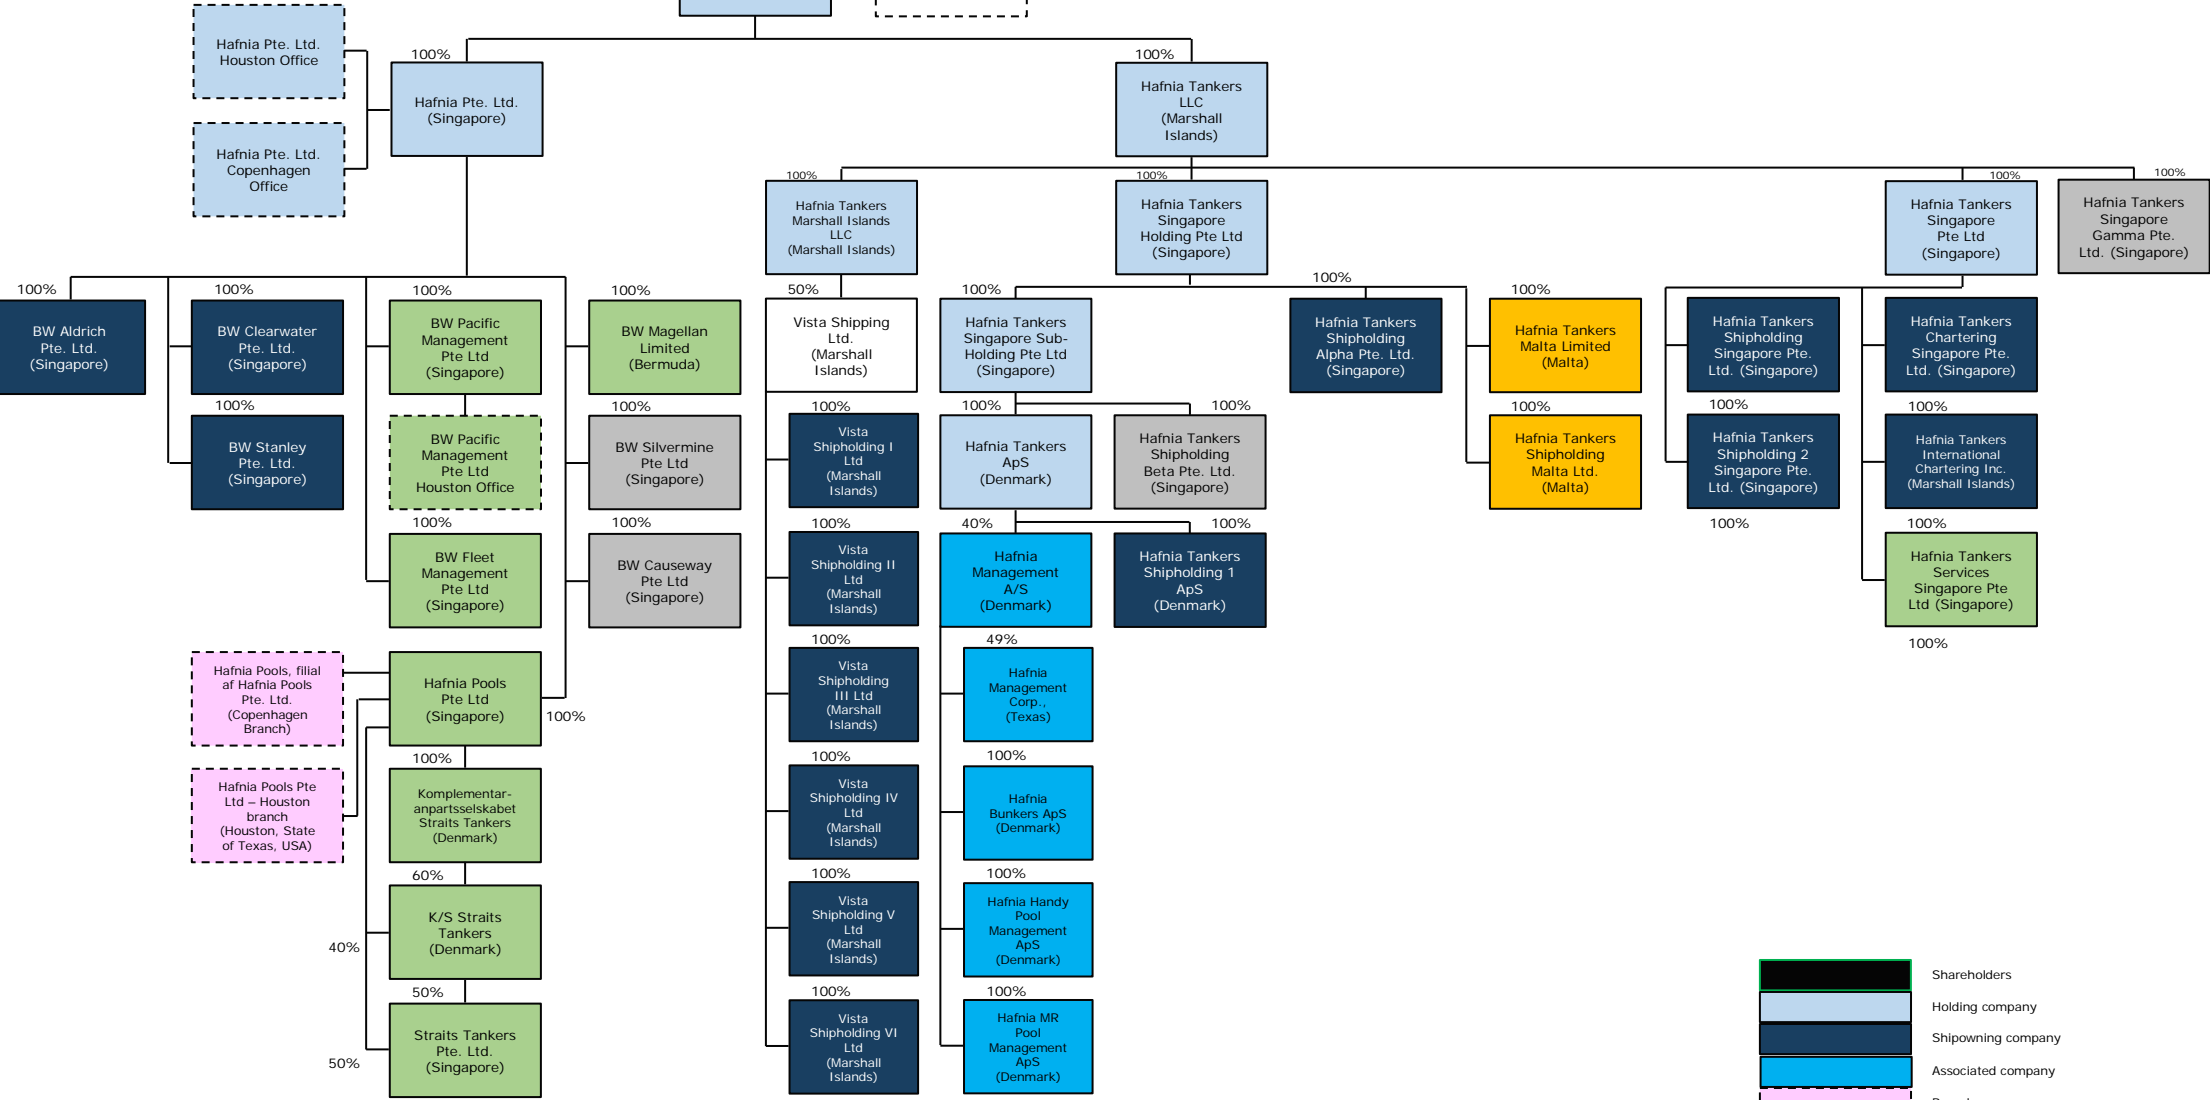 Hafnia Pte. Ltd.
Houston Office
Hafnia Pte. Ltd.
Copenhagen
Office
100%
Hafnia Pte. Ltd.
(Singapore)
100%
Hafnia Tankers
LLC
(Marshall
Islands)
100%
Hafnia Tankers
Marshall Islands
LLC
(Marshall Islands)
100%
Hafnia Tankers
Singapore
Holding Pte Ltd
(Singapore)
100%
Hafnia Tankers
Singapore
Pte Ltd
(Singapore)
100%
Hafnia Tankers
Singapore
Gamma Pte.
Ltd. (Singapore)
100%
BW Aldrich
Pte. Ltd.
(Singapore)
100%
BW Clearwater
Pte. Ltd.
(Singapore)
100%
BW Stanley
Pte. Ltd.
(Singapore)
100%
BW Pacific
Management
Pte Ltd
(Singapore)
BW Pacific
Management
Pte Ltd
Houston Office
100%
BW Fleet
Management
Pte Ltd
(Singapore)
100%
BW Magellan
Limited
(Bermuda)
100%
BW Silvermine
Pte Ltd
(Singapore)
100%
BW Causeway
Pte Ltd
(Singapore)
Hafnia Pools, filial
af Hafnia Pools
Pte. Ltd.
(Copenhagen
Branch)
Hafnia Pools Pte
Ltd – Houston
branch
(Houston, State
of Texas, USA)
Hafnia Pools
Pte Ltd
(Singapore)
100%
100%
Komplementar-
anpartsselskabet
Straits Tankers
(Denmark)
60%
K/S Straits
Tankers
(Denmark)
40%
50%
Straits Tankers
Pte. Ltd.
(Singapore)
50%
50%
Vista Shipping
Ltd.
(Marshall
Islands)
100%
Vista
Shipholding I
Ltd
(Marshall
Islands)
100%
Vista
Shipholding II
Ltd
(Marshall
Islands)
100%
Vista
Shipholding
III Ltd
(Marshall
Islands)
100%
Vista
Shipholding IV
Ltd
(Marshall
Islands)
100%
Vista
Shipholding V
Ltd
(Marshall
Islands)
100%
Vista
Shipholding VI
Ltd
(Marshall
Islands)
100%
Hafnia Tankers
Singapore Sub-
Holding Pte Ltd
(Singapore)
100%
Hafnia Tankers
ApS
(Denmark)
100%
Hafnia Tankers
Shipholding
Beta Pte. Ltd.
(Singapore)
40%
Hafnia
Management
A/S
(Denmark)
100%
Hafnia Tankers
Shipholding 1
ApS
(Denmark)
49%
Hafnia
Management
Corp.,
(Texas)
100%
Hafnia
Bunkers ApS
(Denmark)
100%
Hafnia Handy
Pool
Management
ApS
(Denmark)
100%
Hafnia MR
Pool
Management
ApS
(Denmark)
100%
Hafnia Tankers
Shipholding
Alpha Pte. Ltd.
(Singapore)
100%
Hafnia Tankers
Malta Limited
(Malta)
100%
Hafnia Tankers
Shipholding
Malta Ltd.
(Malta)
Hafnia Tankers
Shipholding
Singapore Pte.
Ltd. (Singapore)
100%
Hafnia Tankers
Shipholding 2
Singapore Pte.
Ltd. (Singapore)
100%
Hafnia Tankers
Chartering
Singapore Pte.
Ltd. (Singapore)
100%
Hafnia Tankers
International
Chartering Inc.
(Marshall Islands)
100%
Hafnia Tankers
Services
Singapore Pte
Ltd (Singapore)
100%
Shareholders
Holding company
Shipowning company
Associated company